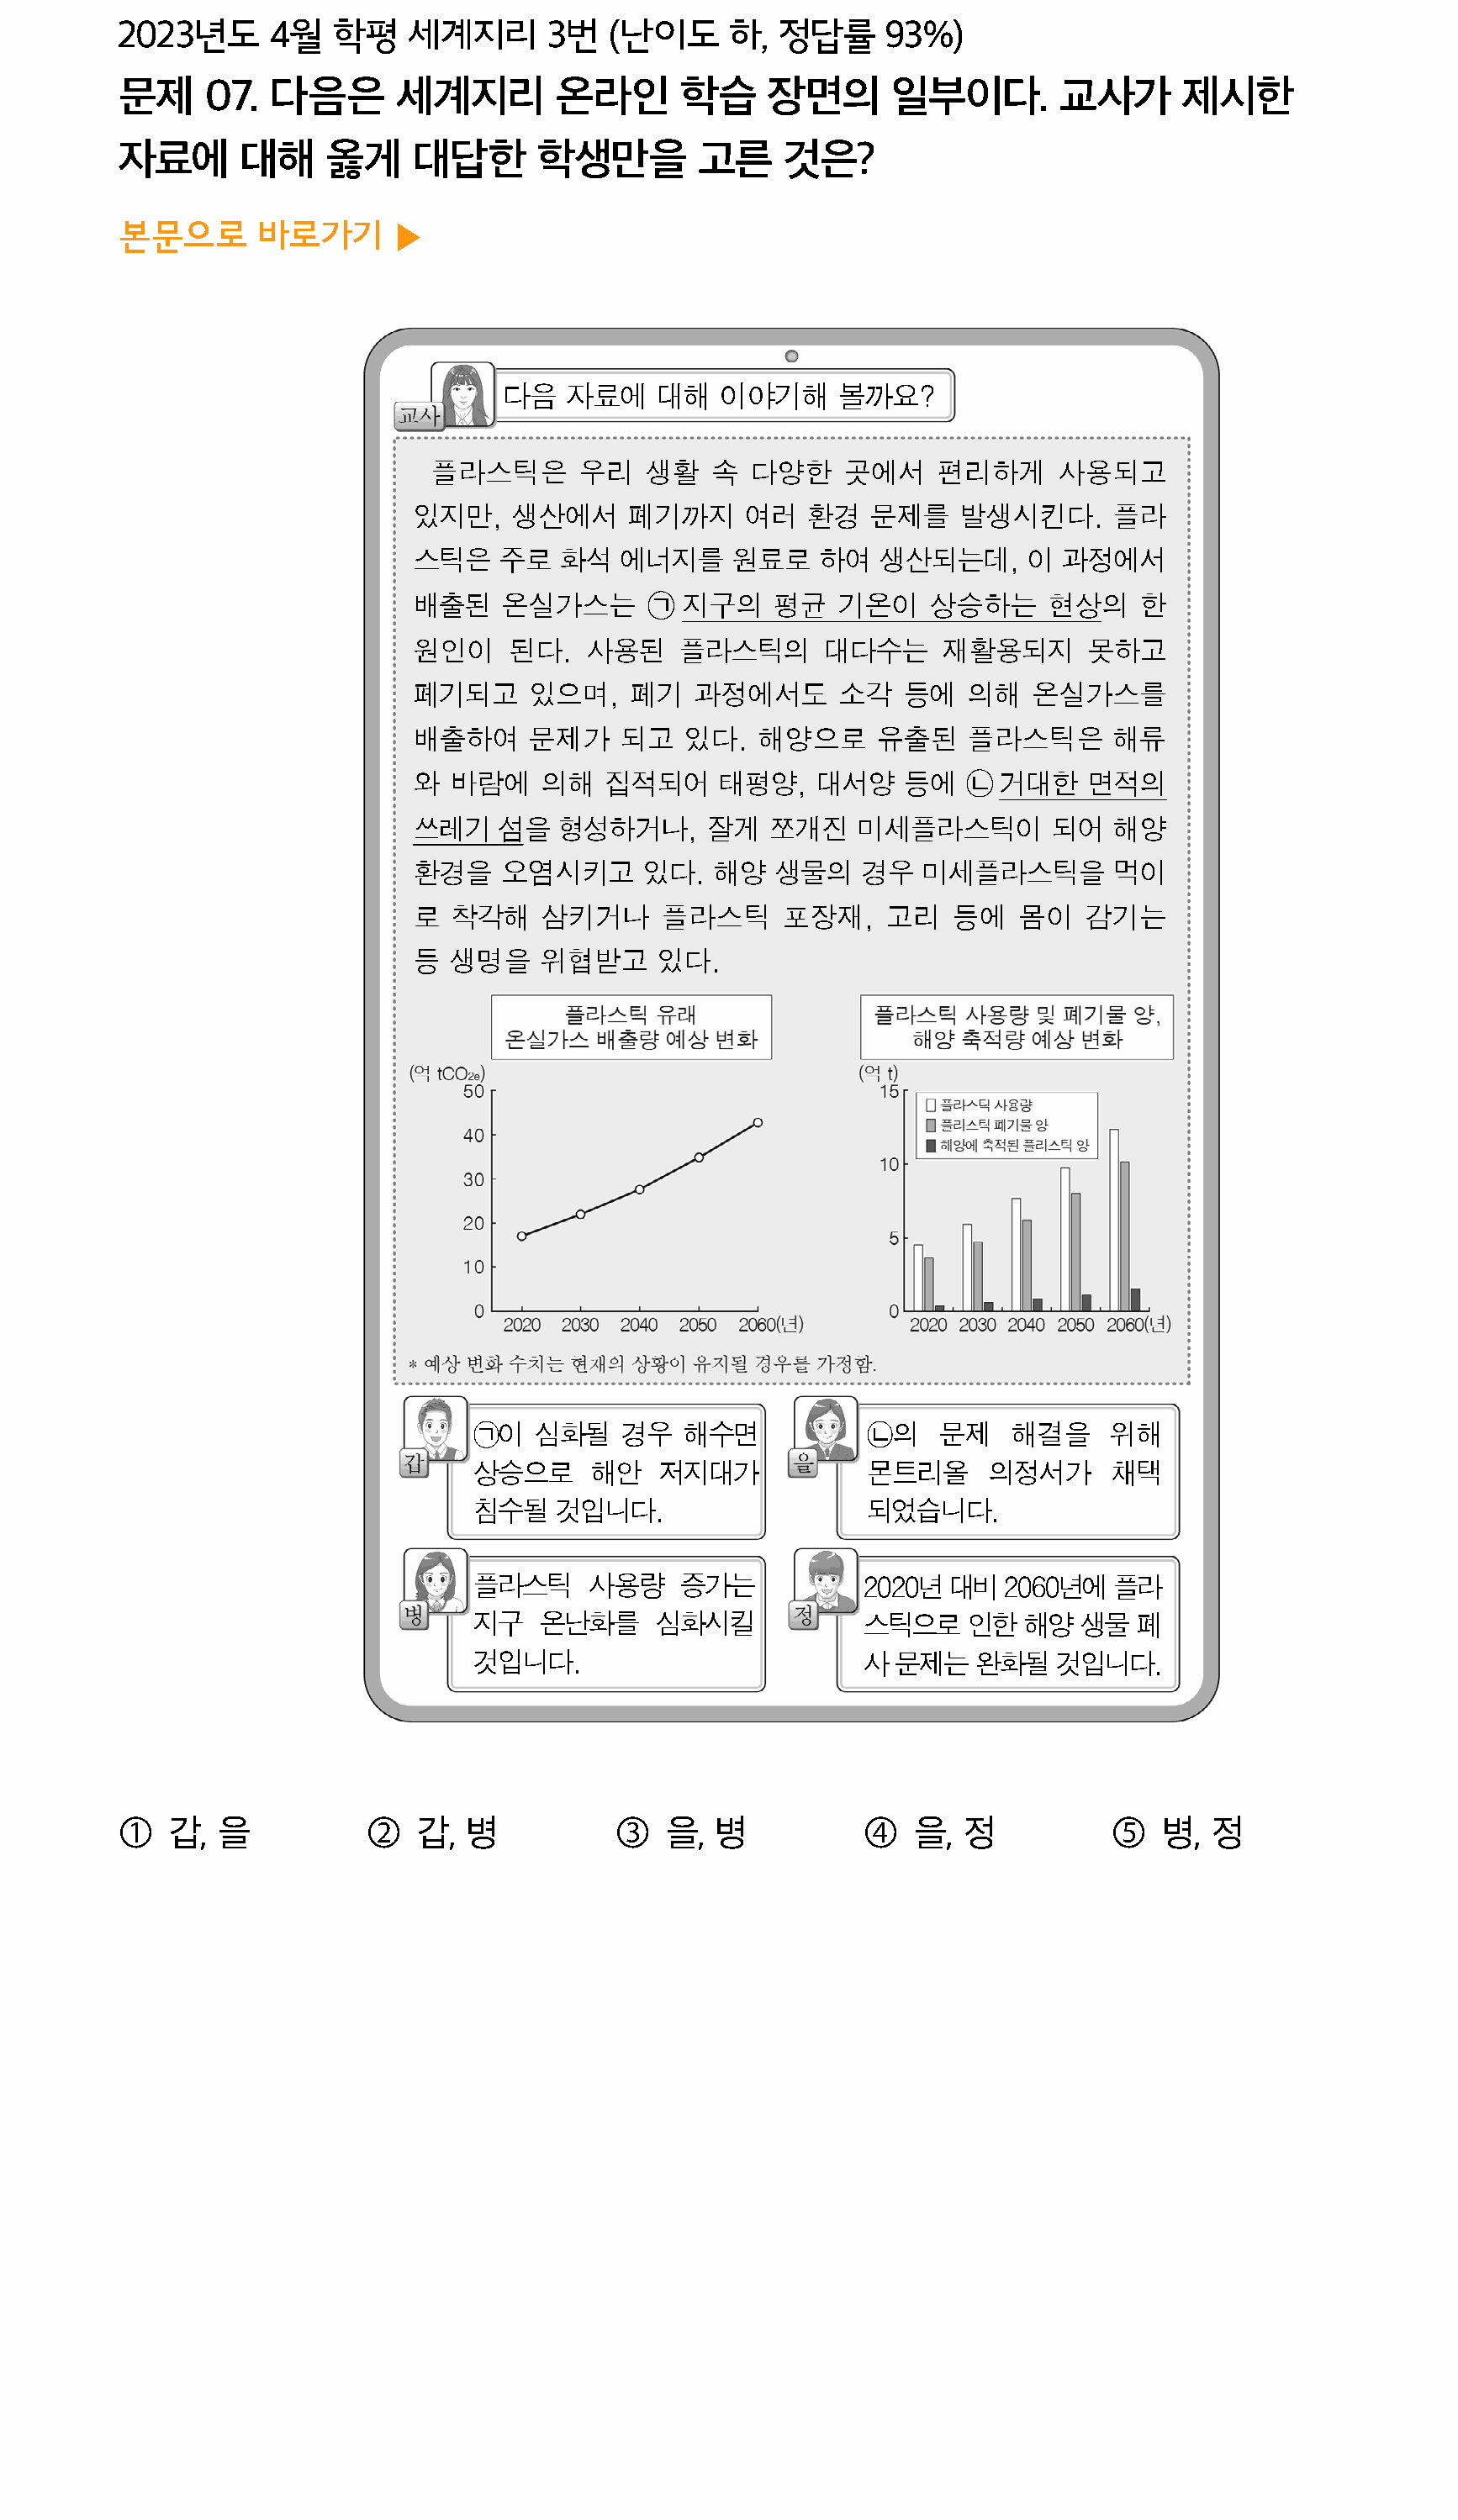 2023년도 4월 학평 세계지리 3번 (난이도 하, 정답률 93%)
문제 07. 다음은 세계지리 온라인 학습 장면의 일부이다. 교사가 제시한
자료에 대해 옳게 대답한 학생만을 고른 것은?
본문으로 바로가기 ▶
교사
다음 자료에 대해 이야기해 볼까요?
플라스틱은 우리 생활 속 다양한 곳에서 편리하게 사용되고
있지만, 생산에서 폐기까지 여러 환경 문제를 발생시킨다. 플라
스틱은 주로 화석 에너지를 원료로 하여 생산되는데, 이 과정에서
배출된 온실가스는 ㉠ 지구의 평균 기온이 상승하는 현상의 한
원인이 된다. 사용된 플라스틱의 대다수는 재활용되지 못하고
폐기되고 있으며, 폐기 과정에서도 소각 등에 의해 온실가스를
배출하여 문제가 되고 있다. 해양으로 유출된 플라스틱은 해류
와 바람에 의해 집적되어 태평양, 대서양 등에 ㉡ 거대한 면적의
쓰레기 섬을 형성하거나, 잘게 쪼개진 미세플라스틱이 되어 해양
환경을 오염시키고 있다. 해양 생물의 경우 미세플라스틱을 먹이
로 착각해 삼키거나 플라스틱 포장재, 고리 등에 몸이 감기는
등 생명을 위협받고 있다.
플라스틱 유래
온실가스 배출량 예상 변화
(억 tCO2e)
50
40
30
20
10
0
2020 2030 2040 2050 2060(년)
플라스틱 사용량 및 폐기물 양,
해양 축적량 예상 변화
(억 t)
15
플라스틱 사용량
플라스틱 폐기물 양
해양에 축적된 플라스틱 양
10
5
0
2020 2030 2040 2050 2060(년)
* 예상 변화 수치는 현재의 상황이 유지될 경우를 가정함.
갑
㉠이 심화될 경우 해수면
상승으로 해안 저지대가
침수될 것입니다.
을
㉡의 문제 해결을 위해
몬트리올 의정서가 채택
되었습니다.
병
플라스틱 사용량 증가는
지구 온난화를 심화시킬
것입니다.
정
2020년 대비 2060년에 플라
스틱으로 인한 해양 생물 폐
사 문제는 완화될 것입니다.
① 갑, 을 ② 갑, 병 ③ 을, 병 ④ 을, 정 ⑤ 병, 정